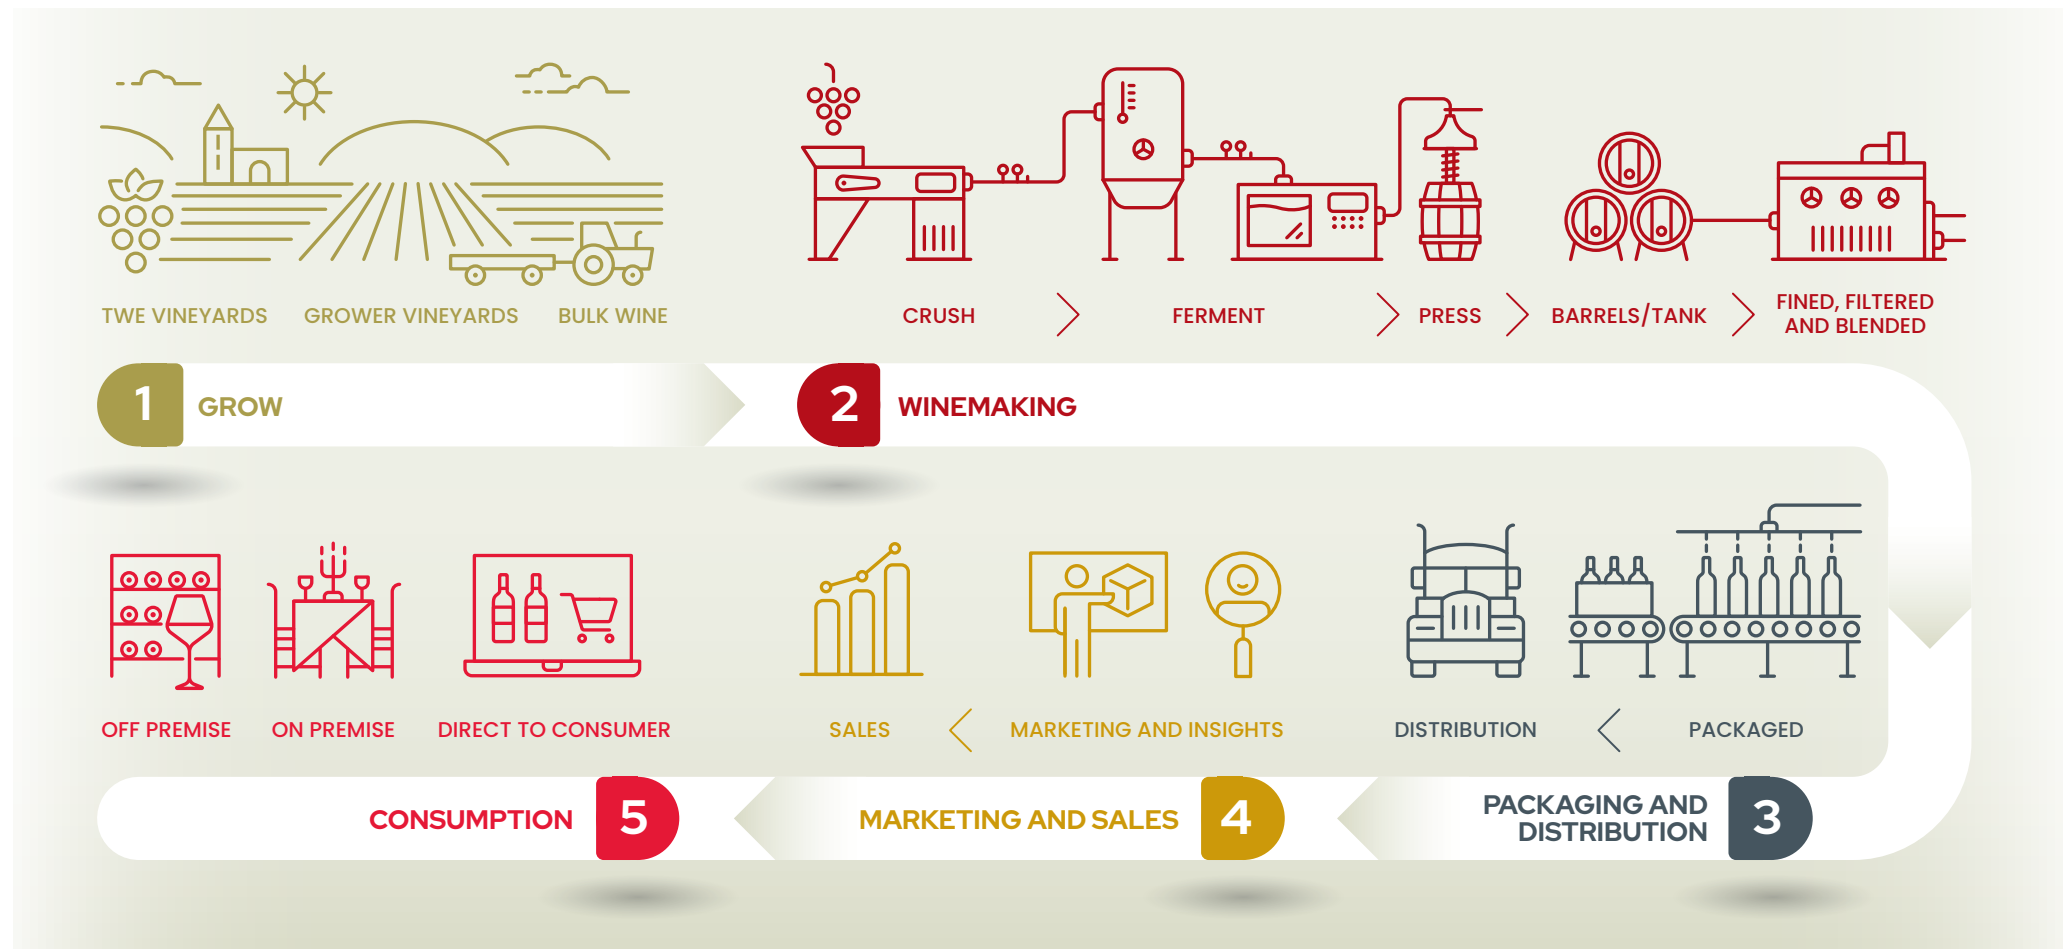 TWE VINEYARDS
GROWER VINEYARDS
BULK WINE
CRUSH
FERMENT
PRESS
BARRELS/TANK
FINED, FILTERED
AND BLENDED
1
GROW
2
WINEMAKING
OFF PREMISE
ON PREMISE
DIRECT TO CONSUMER
SALES
MARKETING AND INSIGHTS
DISTRIBUTION
PACKAGED
CONSUMPTION
5
MARKETING AND SALES
4
PACKAGING AND
DISTRIBUTION
3